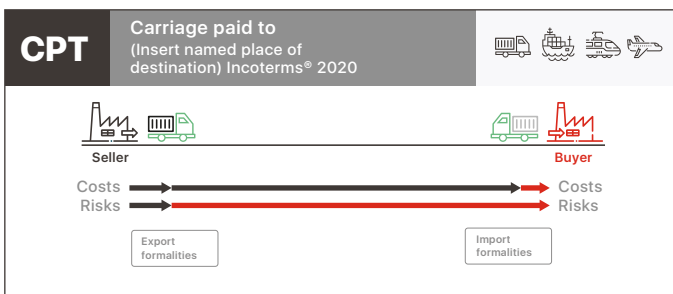 CPT
Carriage paid to
(Insert named place of
destination) Incoterms® 2020
Seller
Buyer
Costs
Costs
Risks
Risks
Export
formalities
Import
formalities